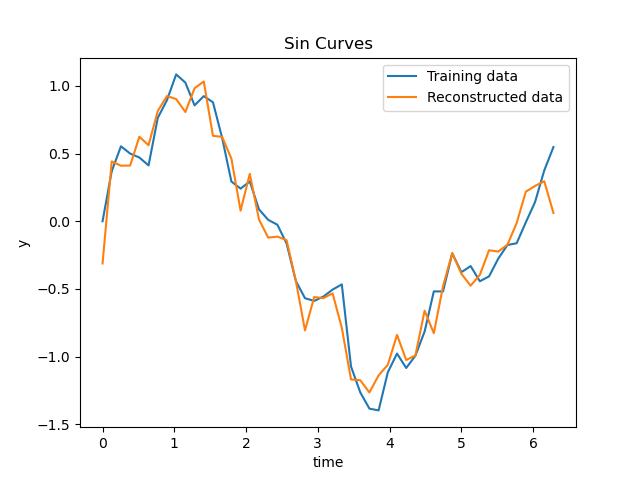 Sin Curves
Training data
Reconstructed data
1.0
0.5
0.0
−0.5
−1.0
−1.5
y
0 1 2 3 4 5 6
time